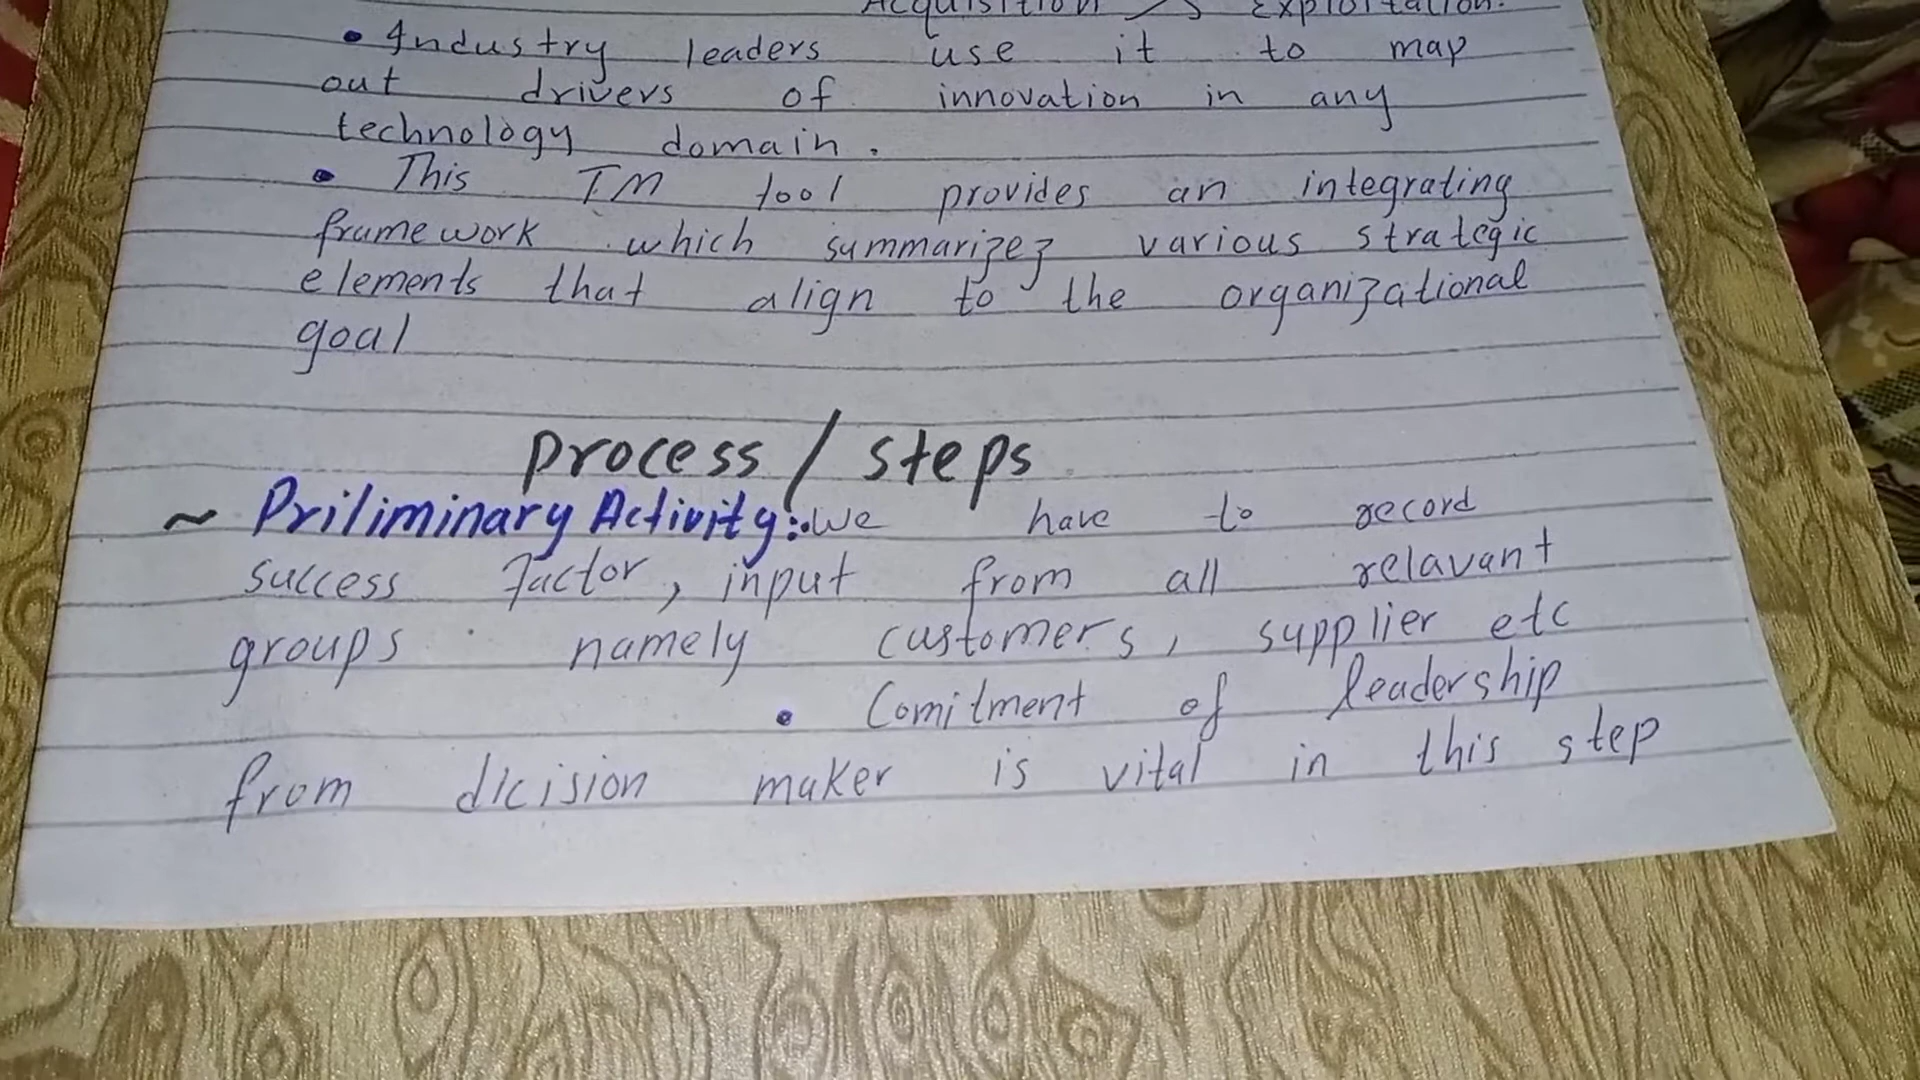 Acquisition Exploitation.
• Industry leaders use it to map
out drivers of innovation in any
technology domain.
• This TM tool provides an integrating
framework which summarizez various strategic
elements that align to the organizational
goal
process / steps
~ Priliminary Activity:. We have to record
success factor, input from all relavant
groups namely customers, supplier etc
• Comitment of leadership
from dicision maker is vital in this step